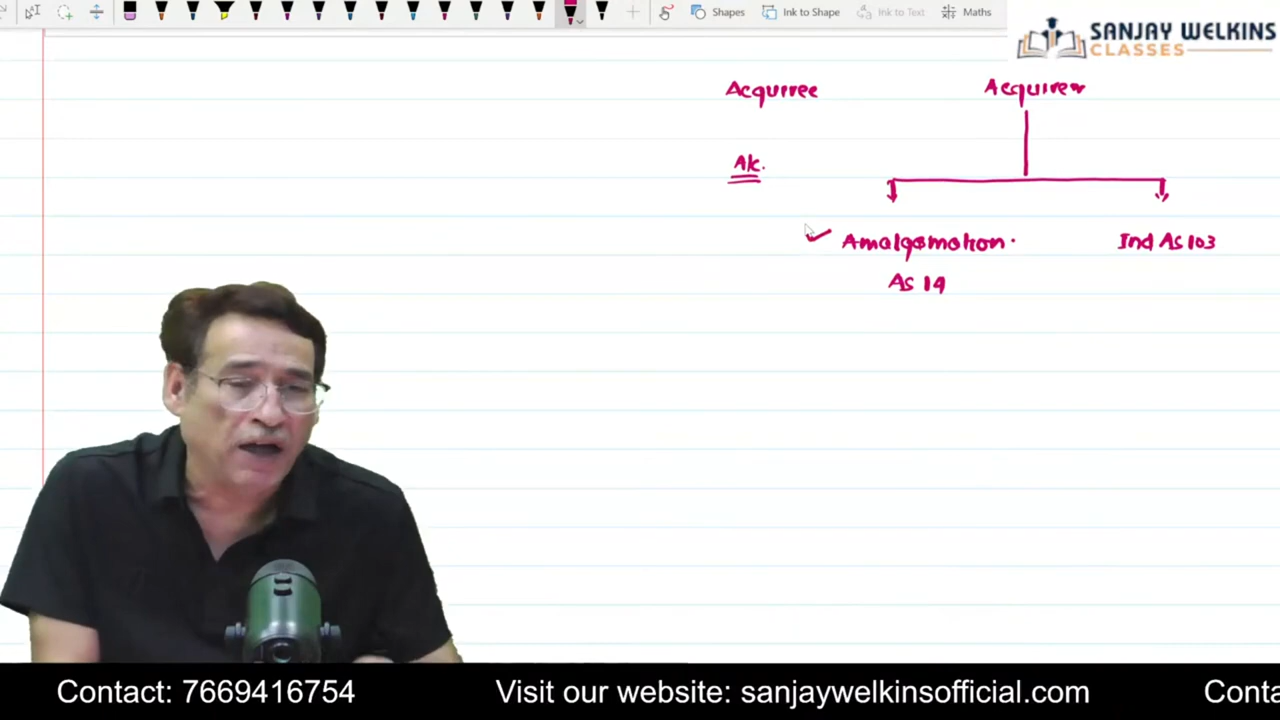 Shapes
Ink to Shape
Ink to Text
Maths
SANJAY WELKINS
CLASSES
Acquiree Acquirer
AK.
Amalgamation.
Ind As 103
As 14
Contact: 7669416754 Visit our website: sanjaywelkinsofficial.com Conta